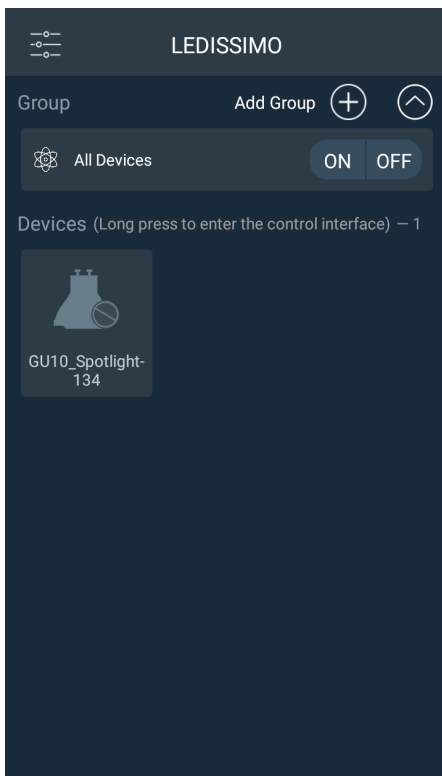 LEDISSIMO
Group Add Group
All Devices ON OFF
Devices (Long press to enter the control interface) — 1
GU10_Spotlight-
134